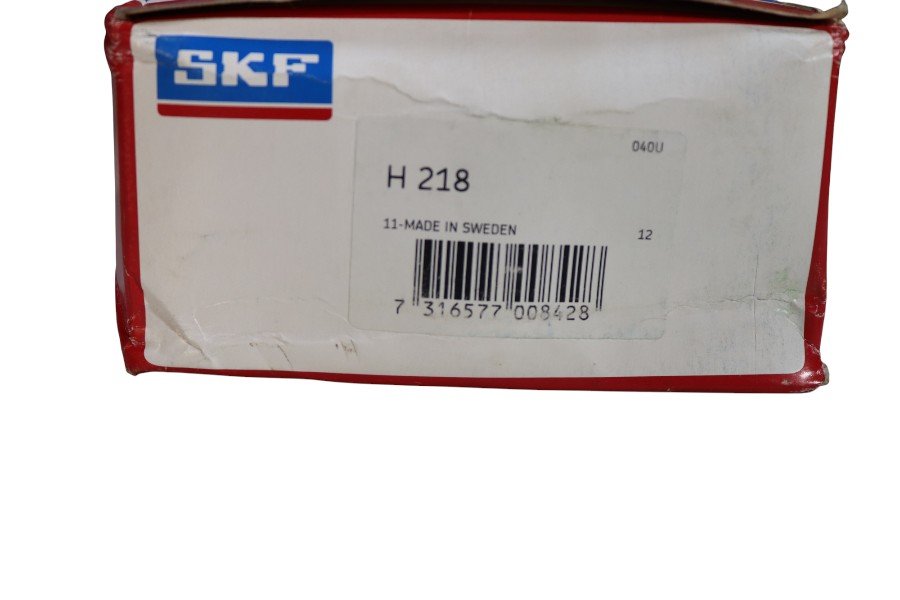 SKF
040U
H 218
11-MADE IN SWEDEN
12
7 316577 008428